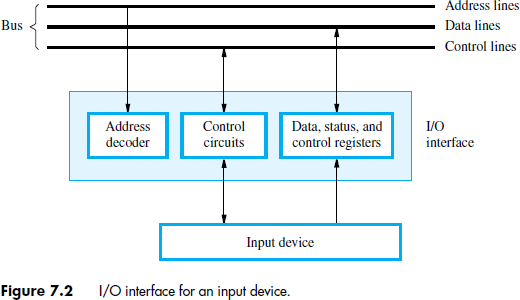 Address lines
Bus
Data lines
Control lines
Address
decoder
Control
circuits
Data, status, and
control registers
I/O
interface
Input device
Figure 7.2 I/O interface for an input device.